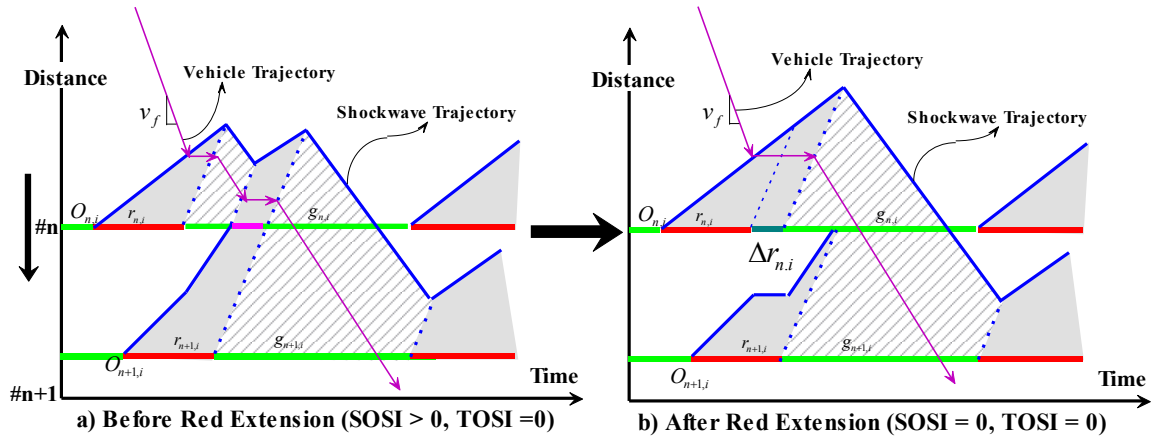 Distance
Vehicle Trajectory
v_f
Shockwave Trajectory
O_{n,i}
r_{n,i}
g_{n,i}
#n
r_{n+1,i}
g_{n+1,i}
O_{n+1,i}
#n+1
Time
a) Before Red Extension (SOSI > 0, TOSI =0)
Distance
Vehicle Trajectory
v_f
Shockwave Trajectory
O_{n,i}
r_{n,i}
g_{n,i}
Δr_{n.i}
r_{n+1,i}
g_{n+1,i}
O_{n+1,i}
Time
b) After Red Extension (SOSI = 0, TOSI = 0)